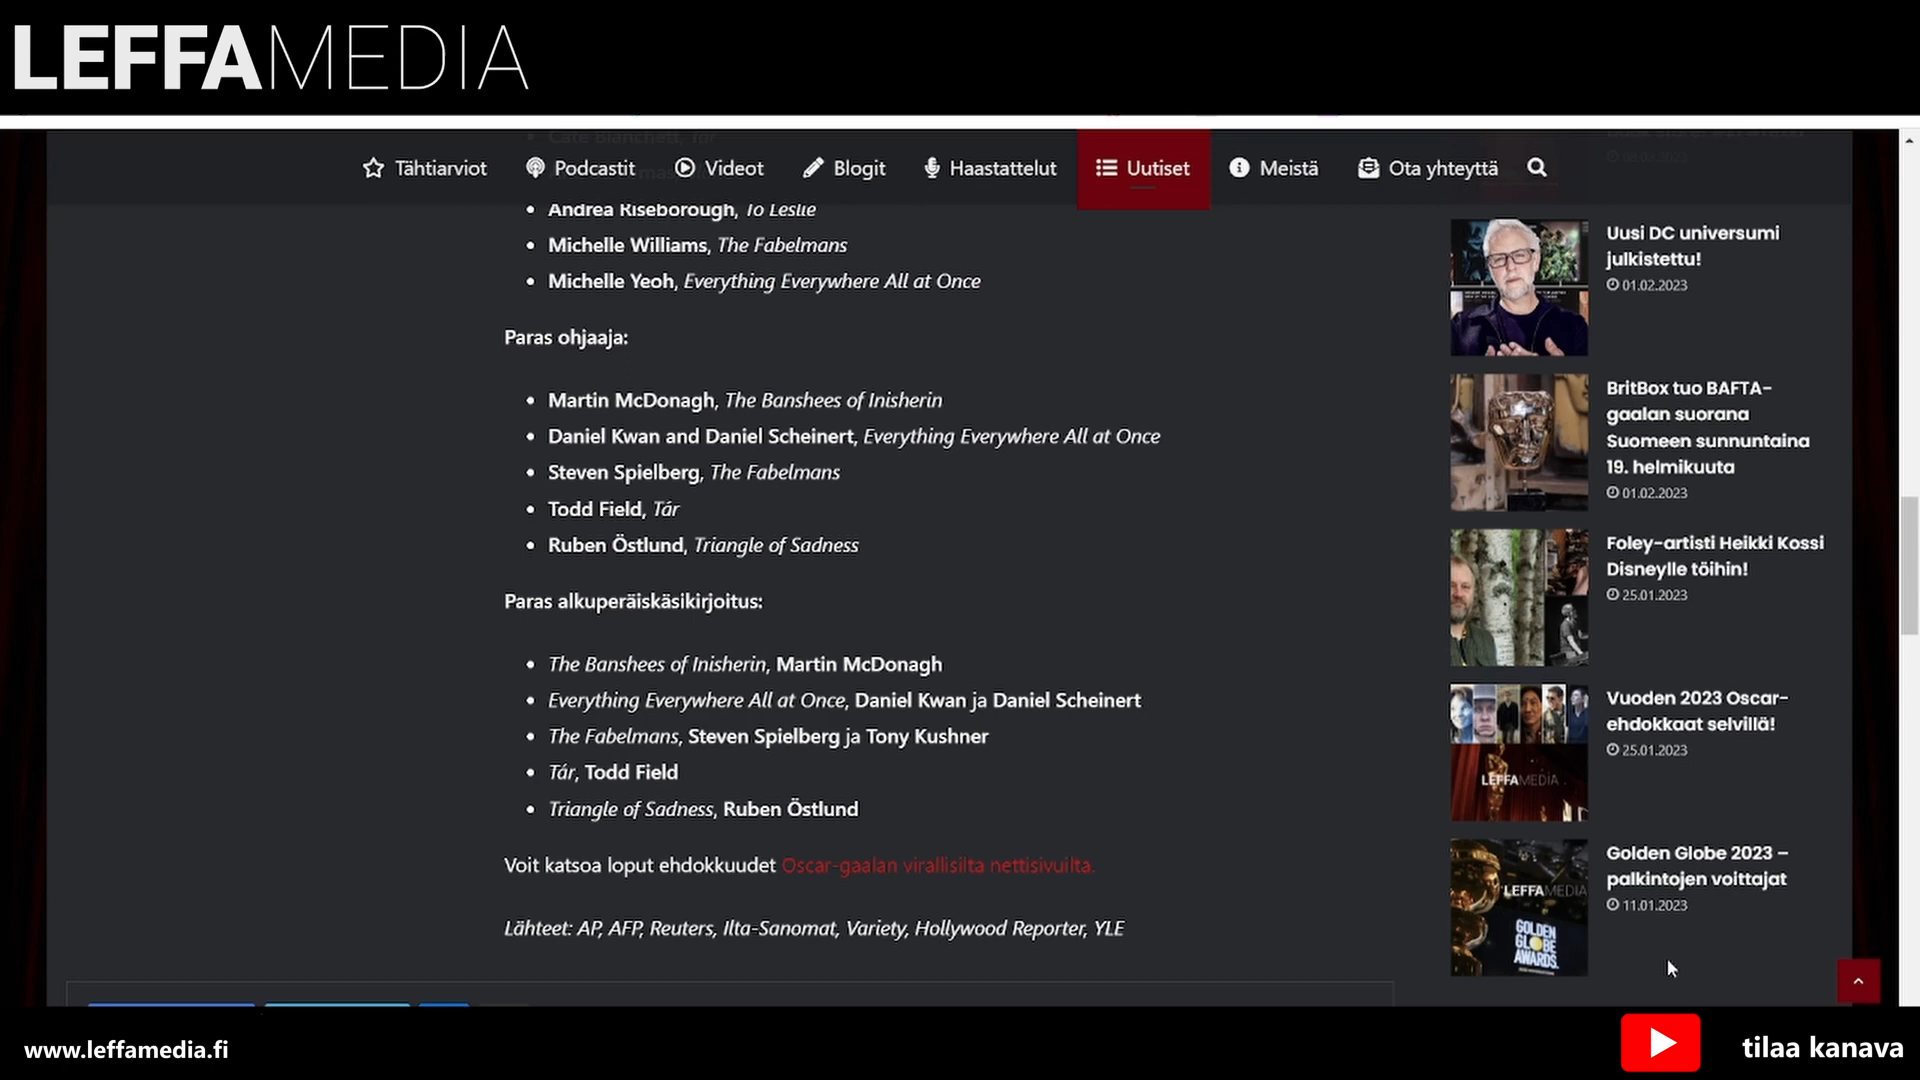 LEFFAMEDIA
Cate Blanchett, Tár
Tähtiarviot Podcastit Videot Blogit Haastattelut Uutiset Meistä Ota yhteyttä
Andrea Riseborough, To Leslie
Michelle Williams, The Fabelmans
Michelle Yeoh, Everything Everywhere All at Once
Paras ohjaaja:
Martin McDonagh, The Banshees of Inisherin
Daniel Kwan and Daniel Scheinert, Everything Everywhere All at Once
Steven Spielberg, The Fabelmans
Todd Field, Tár
Ruben Östlund, Triangle of Sadness
Paras alkuperäiskäsikirjoitus:
The Banshees of Inisherin, Martin McDonagh
Everything Everywhere All at Once, Daniel Kwan ja Daniel Scheinert
The Fabelmans, Steven Spielberg ja Tony Kushner
Tár, Todd Field
Triangle of Sadness, Ruben Östlund
Voit katsoa loput ehdokkuudet Oscar-gaalan virallisilta nettisivuilta.
Lähteet: AP, AFP, Reuters, Ilta-Sanomat, Variety, Hollywood Reporter, YLE
Uusi DC universumi
julkistettu!
01.02.2023
BritBox tuo BAFTA-
gaalan suorana
Suomeen sunnuntaina
19. helmikuuta
01.02.2023
Foley-artisti Heikki Kossi
Disneylle töihin!
25.01.2023
Vuoden 2023 Oscar-
ehdokkaat selvillä!
25.01.2023
LEFFAMEDIA
Golden Globe 2023 –
palkintojen voittajat
11.01.2023
LEFFAMEDIA
GOLDEN
GLOBE
AWARDS.
www.leffamedia.fi
tilaa kanava